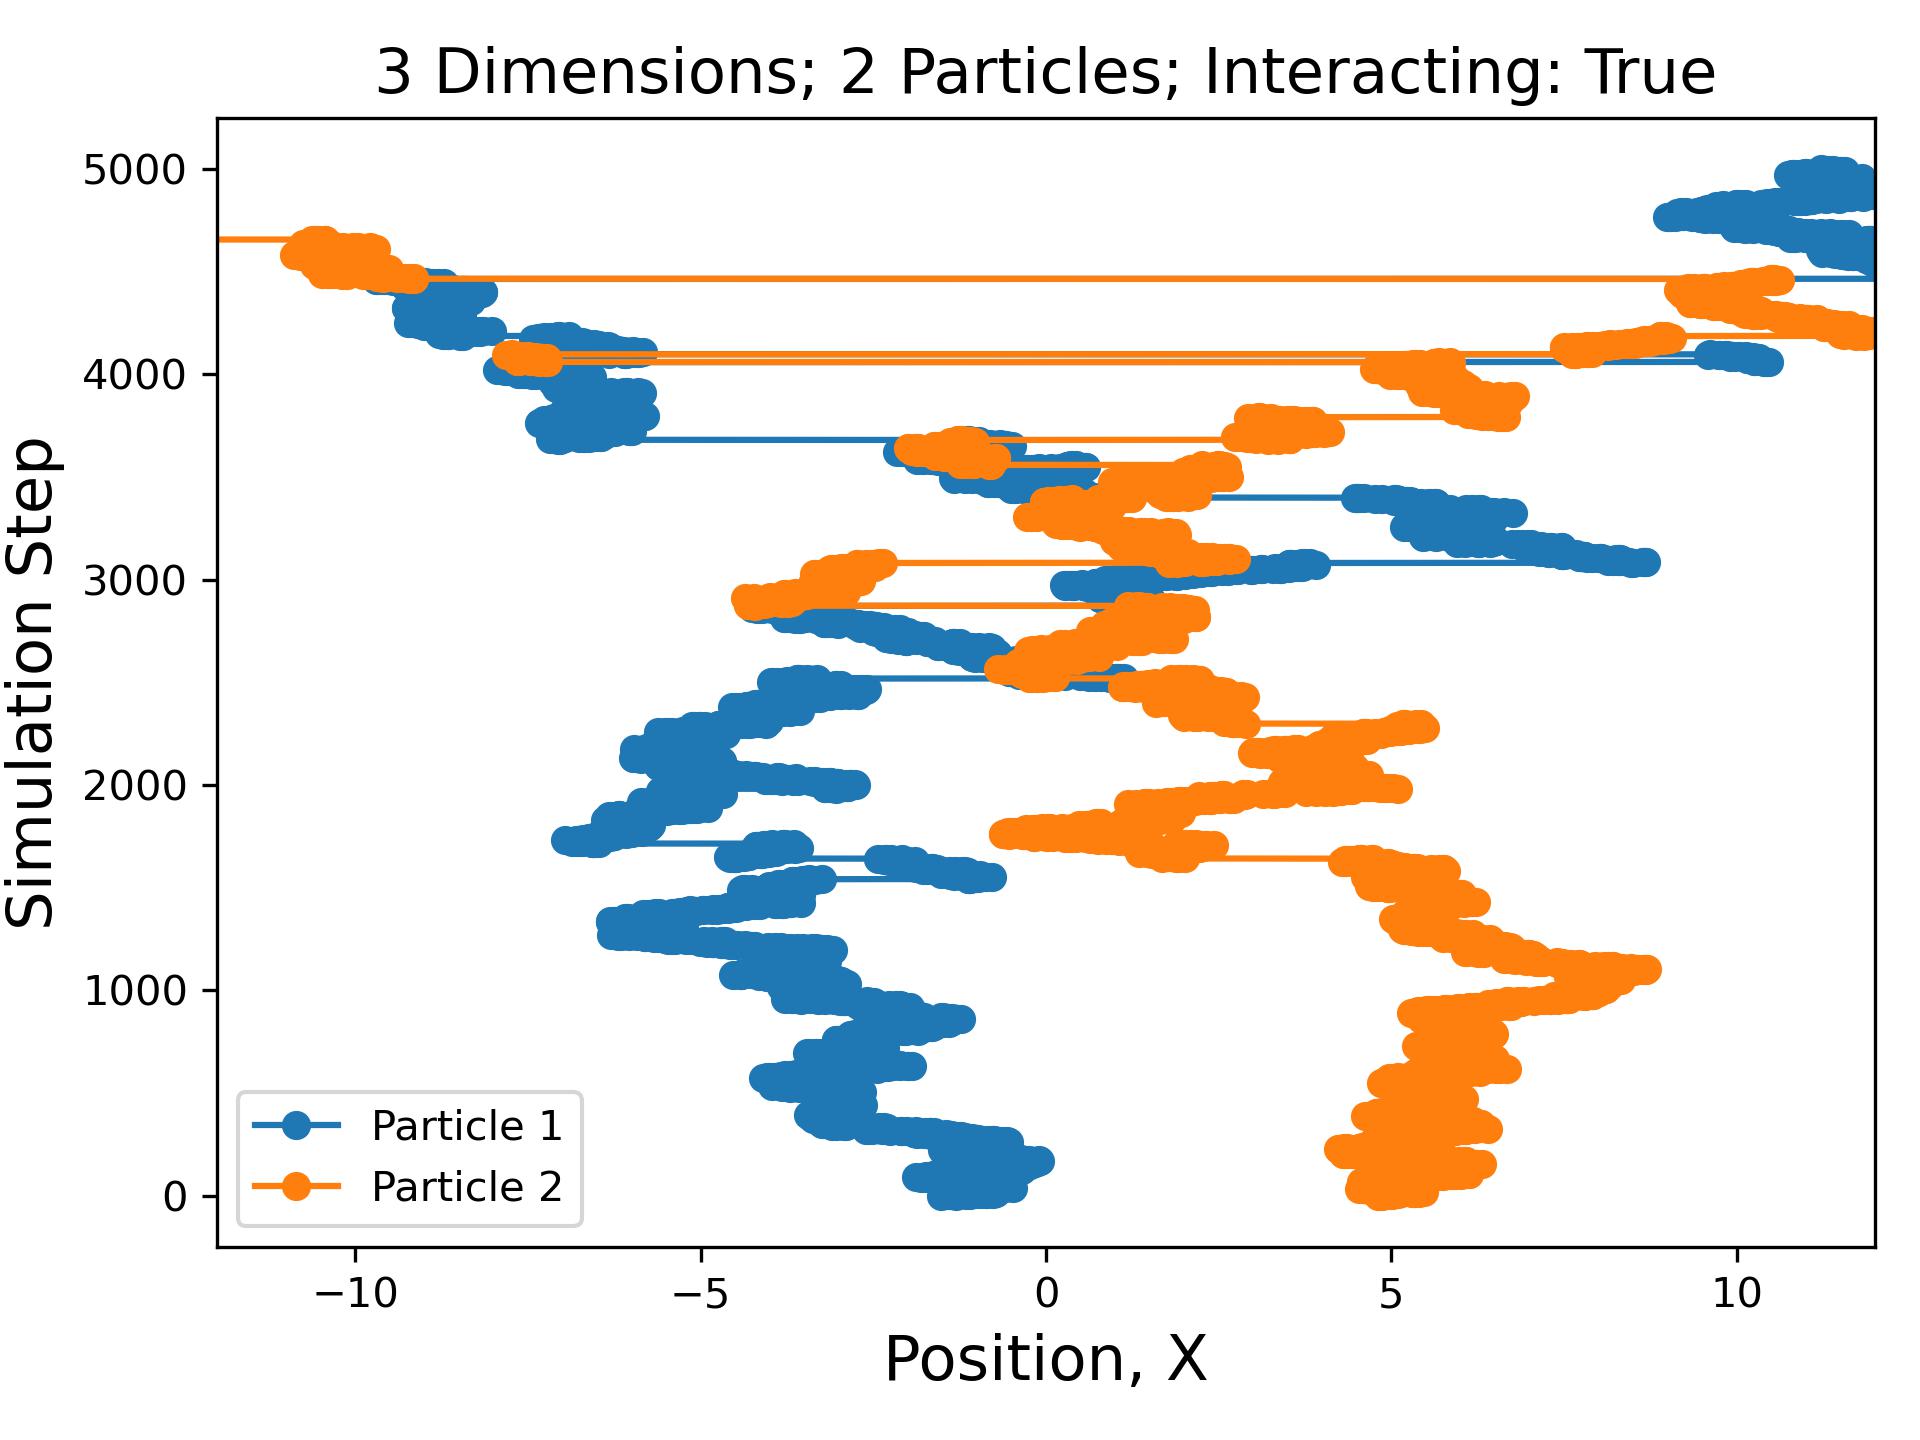 3 Dimensions; 2 Particles; Interacting: True
Simulation Step
5000
4000
3000
2000
1000
0
Particle 1
Particle 2
−10
−5
0
5
10
Position, X